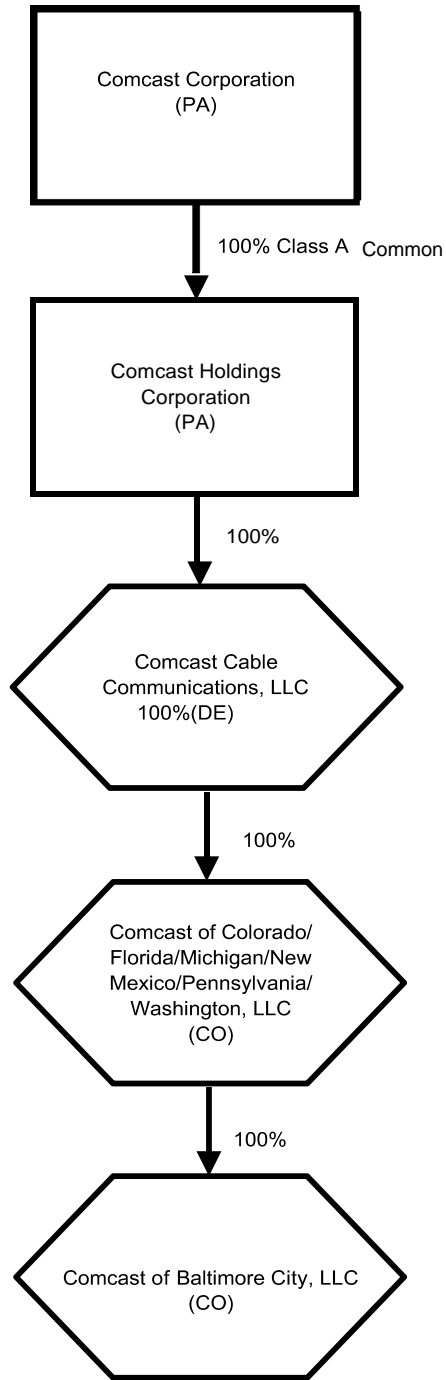 Comcast Corporation
(PA)
100% Class A Common
Comcast Holdings
Corporation
(PA)
100%
Comcast Cable
Communications, LLC
100%(DE)
100%
Comcast of Colorado/
Florida/Michigan/New
Mexico/Pennsylvania/
Washington, LLC
(CO)
100%
Comcast of Baltimore City, LLC
(CO)